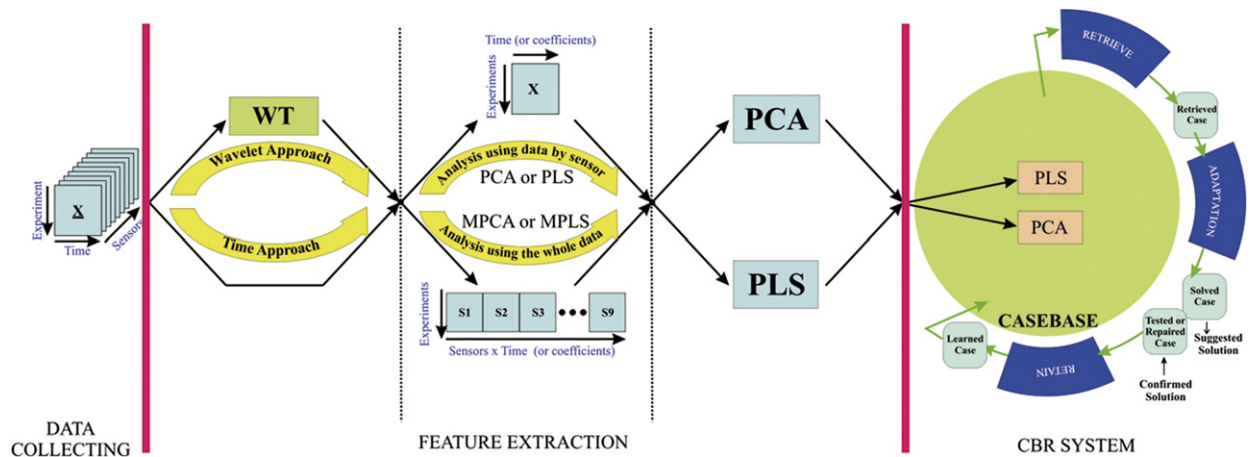 Experiment
X
Time
Sensors
DATA
COLLECTING
WT
Wavelet Approach
Time Approach
Time (or coefficients)
Experiments
X
Analysis using data by sensor
PCA or PLS
MPCA or MPLS
Analysis using the whole data
Experiments
S1 S2 S3 ••• S9
Sensors x Time (or coefficients)
FEATURE EXTRACTION
PCA
PLS
RETRIEVE
Retrieved
Case
ADAPTATION
PLS
PCA
Solved
Case
Suggested
Solution
Tested or
Repaired
Case
Confirmed
Solution
RETAIN
Learned
Case
CASEBASE
CBR SYSTEM